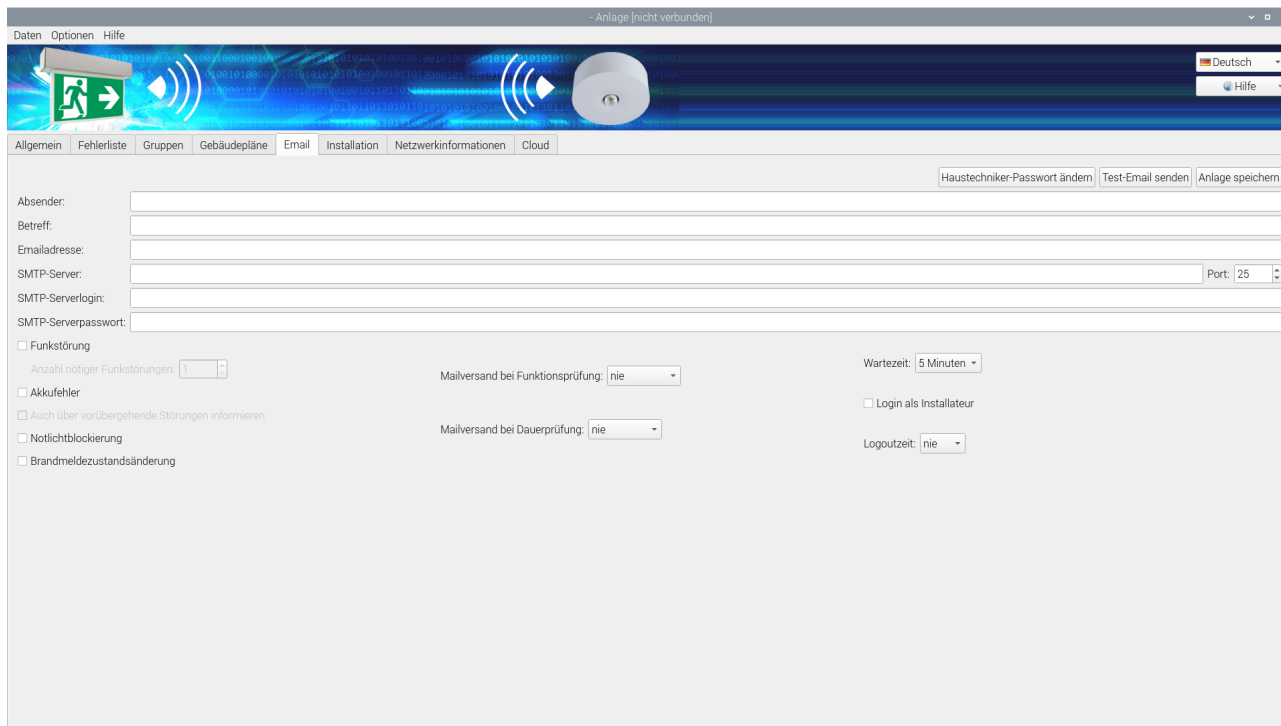 - Anlage [nicht verbunden]
Daten Optionen Hilfe
Deutsch
Hilfe
Allgemein Fehlerliste Gruppen Gebäudepläne Email Installation Netzwerkinformationen Cloud
Haustechniker-Passwort ändern Test-Email senden Anlage speichern
Absender:
Betreff:
Emailadresse:
SMTP-Server: Port: 25
SMTP-Serverlogin:
SMTP-Serverpasswort:
Funkstörung
Wartezeit: 5 Minuten
Anzahl nötiger Funkstörungen: 1
Mailversand bei Funktionsprüfung: nie
Akkufehler
Login als Installateur
Auch über vorübergehende Störungen informieren
Mailversand bei Dauerprüfung: nie
Notlichtblockierung
Logoutzeit: nie
Brandmeldezustandsänderung